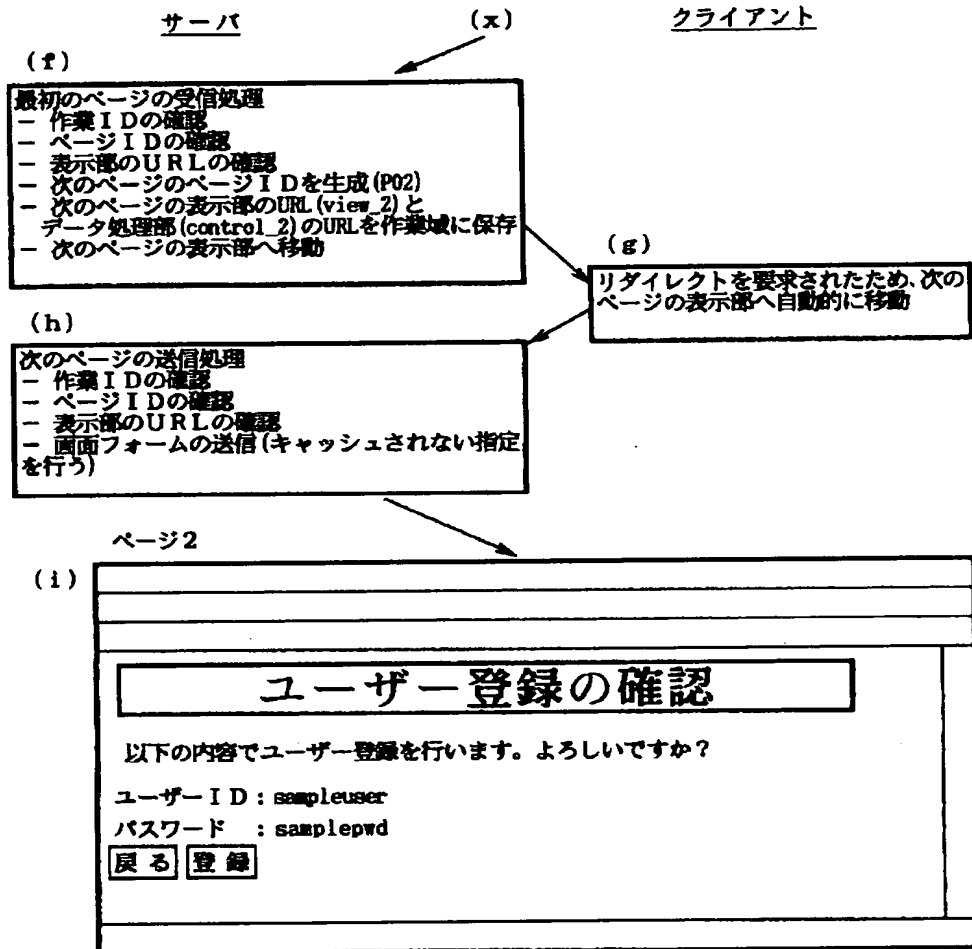 サーバ
(x)
クライアント
(f)
最初のページの受信処理
－ 作業ＩＤの確認
－ ページＩＤの確認
－ 表示部のＵＲＬの確認
－ 次のページのページＩＤを生成(P02)
－ 次のページの表示部のURL(view_2)と
データ処理部(control_2)のURLを作業域に保存
－ 次のページの表示部へ移動
(g)
リダイレクトを要求されたため、次の
ページの表示部へ自動的に移動
(h)
次のページの送信処理
－ 作業ＩＤの確認
－ ページＩＤの確認
－ 表示部のＵＲＬの確認
－ 画面フォームの送信(キャッシュされない指定
を行う)
ページ２
(i)
ユーザー登録の確認
以下の内容でユーザー登録を行います。よろしいですか？
ユーザーＩＤ：sampleuser
パスワード ：samplepwd
戻る 登録